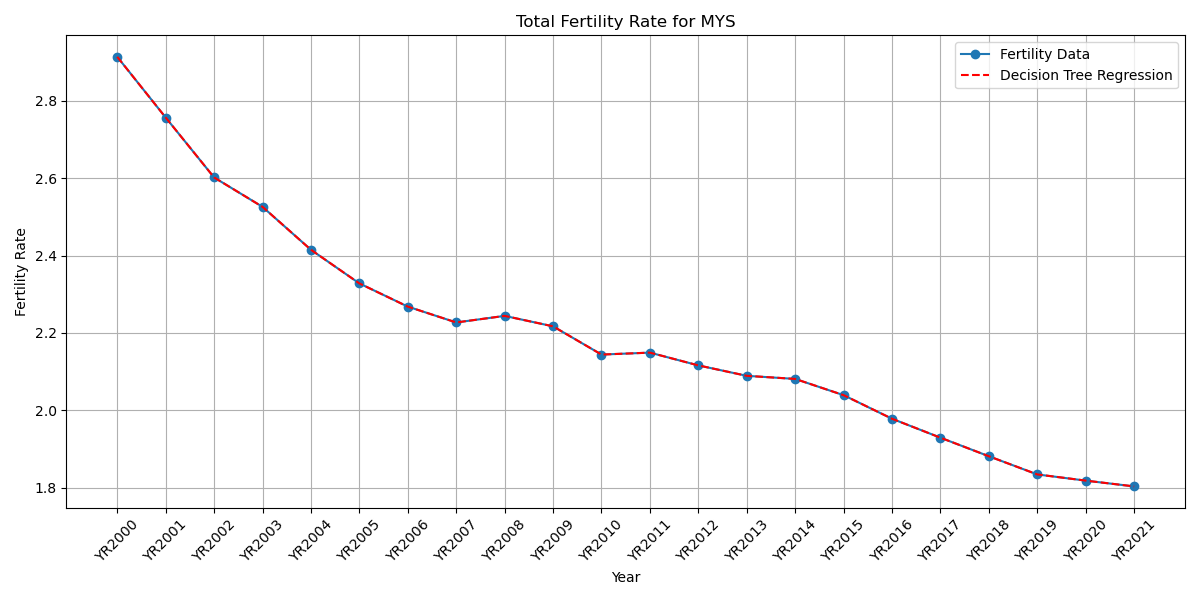 Total Fertility Rate for MYS
Fertility Data
Decision Tree Regression
Fertility Rate
2.8
2.6
2.4
2.2
2.0
1.8
YR2000
YR2001
YR2002
YR2003
YR2004
YR2005
YR2006
YR2007
YR2008
YR2009
YR2010
YR2011
YR2012
YR2013
YR2014
YR2015
YR2016
YR2017
YR2018
YR2019
YR2020
YR2021
Year